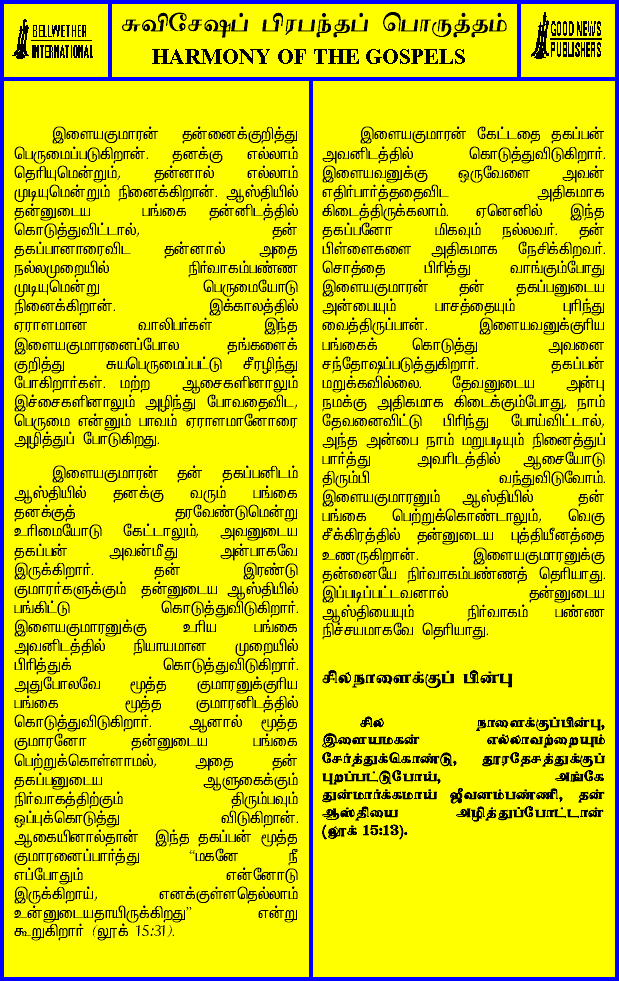 BELLWETHER
INTERNATIONAL
சுவிசேஷப் பிரபந்தப் பொருத்தம்
HARMONY OF THE GOSPELS
GOOD NEWS
PUBLISHERS
இளையகுமாரன் தன்னைக்குறித்து
பெருமைப்படுகிறான். தனக்கு எல்லாம்
தெரியுமென்றும், தன்னால் எல்லாம்
முடியுமென்றும் நினைக்கிறான். ஆஸ்தியில்
தன்னுடைய பங்கை தன்னிடத்தில்
கொடுத்துவிட்டால், தன்
தகப்பானாரைவிட தன்னால் அதை
நல்லமுறையில் நிர்வாகம்பண்ண
முடியுமென்று பெருமையோடு
நினைக்கிறான். இக்காலத்தில்
ஏராளமான வாலிபர்கள் இந்த
இளையகுமாரனைப்போல தங்களைக்
குறித்து சுயபெருமைப்பட்டு சீரழிந்து
போகிறார்கள். மற்ற ஆசைகளினாலும்
இச்சைகளினாலும் அழிந்து போவதைவிட,
பெருமை என்னும் பாவம் ஏராளமானோரை
அழித்துப் போடுகிறது.
இளையகுமாரன் தன் தகப்பனிடம்
ஆஸ்தியில் தனக்கு வரும் பங்கை
தனக்குத் தரவேண்டுமென்று
உரிமையோடு கேட்டாலும், அவனுடைய
தகப்பன் அவன்மீது அன்பாகவே
இருக்கிறார். தன் இரண்டு
குமாரர்களுக்கும் தன்னுடைய ஆஸ்தியில்
பங்கிட்டு கொடுத்துவிடுகிறார்.
இளையகுமாரனுக்கு உரிய பங்கை
அவனிடத்தில் நியாயமான முறையில்
பிரித்துக் கொடுத்துவிடுகிறார்.
அதுபோலவே மூத்த குமாரனுக்குரிய
பங்கை மூத்த குமாரனிடத்தில்
கொடுத்துவிடுகிறார். ஆனால் மூத்த
குமாரனோ தன்னுடைய பங்கை
பெற்றுக்கொள்ளாமல், அதை தன்
தகப்பனுடைய ஆளுகைக்கும்
நிர்வாகத்திற்கும் திரும்பவும்
ஒப்புக்கொடுத்து விடுகிறான்.
ஆகையினால்தான் இந்த தகப்பன் மூத்த
குமாரனைப்பார்த்து “மகனே நீ
எப்போதும் என்னோடு
இருக்கிறாய், எனக்குள்ளதெல்லாம்
உன்னுடையதாயிருக்கிறது” என்று
கூறுகிறார் (லூக் 15:31).
இளையகுமாரன் கேட்டதை தகப்பன்
அவனிடத்தில் கொடுத்துவிடுகிறார்.
இளையவனுக்கு ஒருவேளை அவன்
எதிர்பார்த்ததைவிட அதிகமாக
கிடைத்திருக்கலாம். ஏனெனில் இந்த
தகப்பனோ மிகவும் நல்லவர். தன்
பிள்ளைகளை அதிகமாக நேசிக்கிறவர்.
சொத்தை பிரித்து வாங்கும்போது
இளையகுமாரன் தன் தகப்பனுடைய
அன்பையும் பாசத்தையும் புரிந்து
வைத்திருப்பான். இளையவனுக்குரிய
பங்கைக் கொடுத்து அவனை
சந்தோஷப்படுத்துகிறார். தகப்பன்
மறுக்கவில்லை. தேவனுடைய அன்பு
நமக்கு அதிகமாக கிடைக்கும்போது, நாம்
தேவனைவிட்டு பிரிந்து போய்விட்டால்,
அந்த அன்பை நாம் மறுபடியும் நினைத்துப்
பார்த்து அவரிடத்தில் ஆசையோடு
திரும்பி வந்துவிடுவோம்.
இளையகுமாரனும் ஆஸ்தியில் தன்
பங்கை பெற்றுக்கொண்டாலும், வெகு
சீக்கிரத்தில் தன்னுடைய புத்தியீனத்தை
உணருகிறான். இளையகுமாரனுக்கு
தன்னையே நிர்வாகம்பண்ணத் தெரியாது.
இப்படிப்பட்டவனால் தன்னுடைய
ஆஸ்தியையும் நிர்வாகம் பண்ண
நிச்சயமாகவே தெரியாது.
சிலநாளைக்குப் பின்பு
சில நாளைக்குப்பின்பு,
இளையமகன் எல்லாவற்றையும்
சேர்த்துக்கொண்டு, தூரதேசத்துக்குப்
புறப்பட்டுபோய், அங்கே
துன்மார்க்கமாய் ஜீவனம்பண்ணி, தன்
ஆஸ்தியை அழித்துப்போட்டான்
(லூக் 15:13).